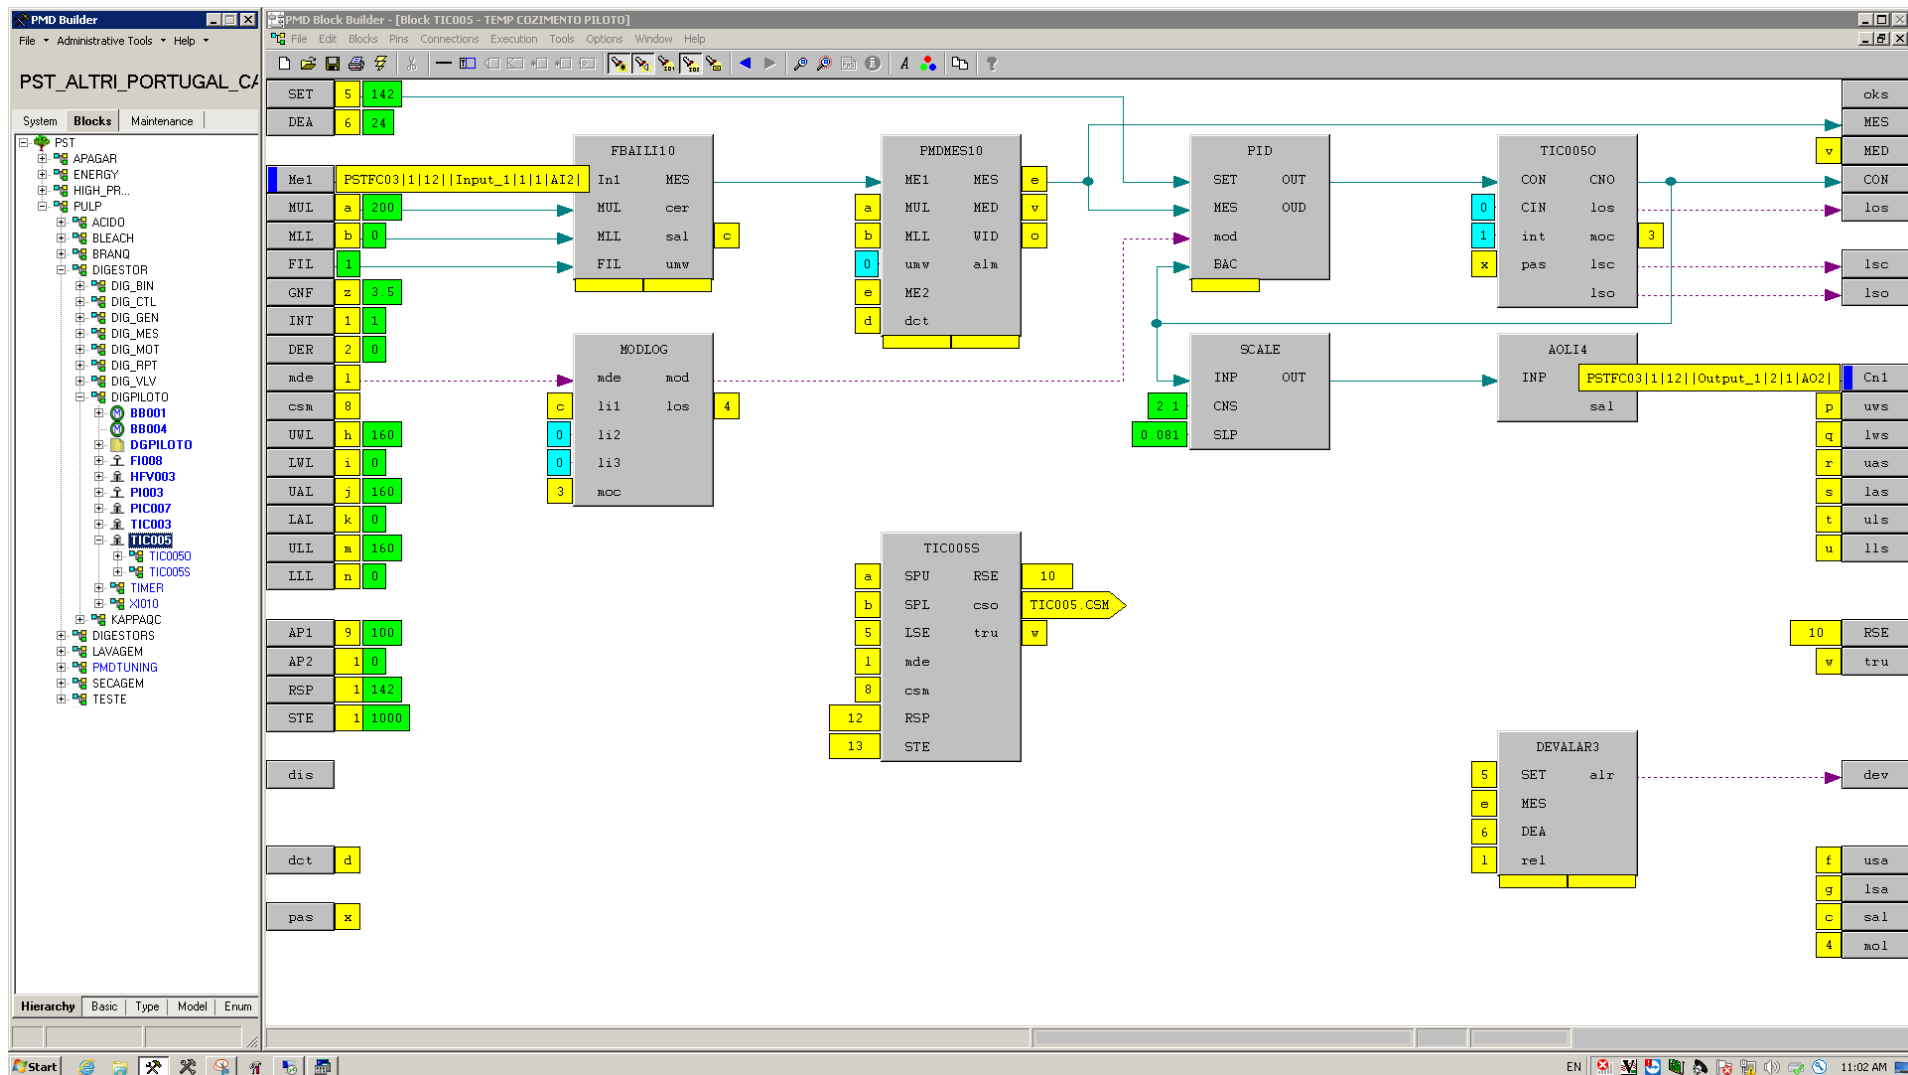 PMD Builder
File Administrative Tools Help
PST_ALTRI_PORTUGAL_CA
System Blocks Maintenance
PST
APAGAR
ENERGY
HIGH_PR...
PULP
ACIDO
BLEACH
BRANQ
DIGESTOR
DIG_BIN
DIG_CTL
DIG_GEN
DIG_MES
DIG_MOT
DIG_RPT
DIG_VLV
DIGPILOTO
BB001
BB004
DGPILOTO
FI008
HFV003
PI003
PIC007
TIC003
TIC005
TIC005O
TIC005S
TIMER
XI010
KAPPAQC
DIGESTORS
LAVAGEM
PMDTUNING
SECAGEM
TESTE
Hierarchy Basic Type Model Enum
PMD Block Builder - [Block TIC005 - TEMP COZIMENTO PILOTO]
File Edit Blocks Pins Connections Execution Tools Options Window Help
SET 5 142
DEA 6 24
Me1 PSTFC03|1|12||Input_1|1|1|AI2|
MUL a 200
MLL b 0
FIL 1
GNF z 3.5
INT 1 1
DER 2 0
mde l
csm 8
UWL h 160
LWL i 0
UAL j 160
LAL k 0
ULL m 160
LLL n 0
AP1 9 100
AP2 1 0
RSP 1 142
STE 1 1000
dis
dct d
pas x
FBAILI10
In1 MES
MUL cer
MLL sal c
FIL unw
MODLOG
mde mod
c li1 los 4
0 li2
0 li3
3 moc
PMDMES10
ME1 MES e
a MUL MED v
b MLL WID o
0 unw alm
e ME2
d dct
TIC005S
a SPU RSE 10
b SPL cso TIC005.CSM
5 LSE tru w
l mde
8 csm
12 RSP
13 STE
PID
SET OUT
MES OUD
mod
BAC
SCALE
INP OUT
2.1 CNS
0.081 SLP
TIC005O
CON CNO
0 CIN los
1 int moc 3
x pas lsc
lso
AOLI4
INP PSTFC03|1|12||Output_1|2|1|AO2| Cn1
sal
DEVALAR3
5 SET alr
e MES
6 DEA
l rel
oks
MES
v MED
CON
los
lsc
lso
p uws
q lws
r uas
s las
t uls
u lls
10 RSE
w tru
dev
f usa
g lsa
c sal
4 mol
Start
EN 11:02 AM